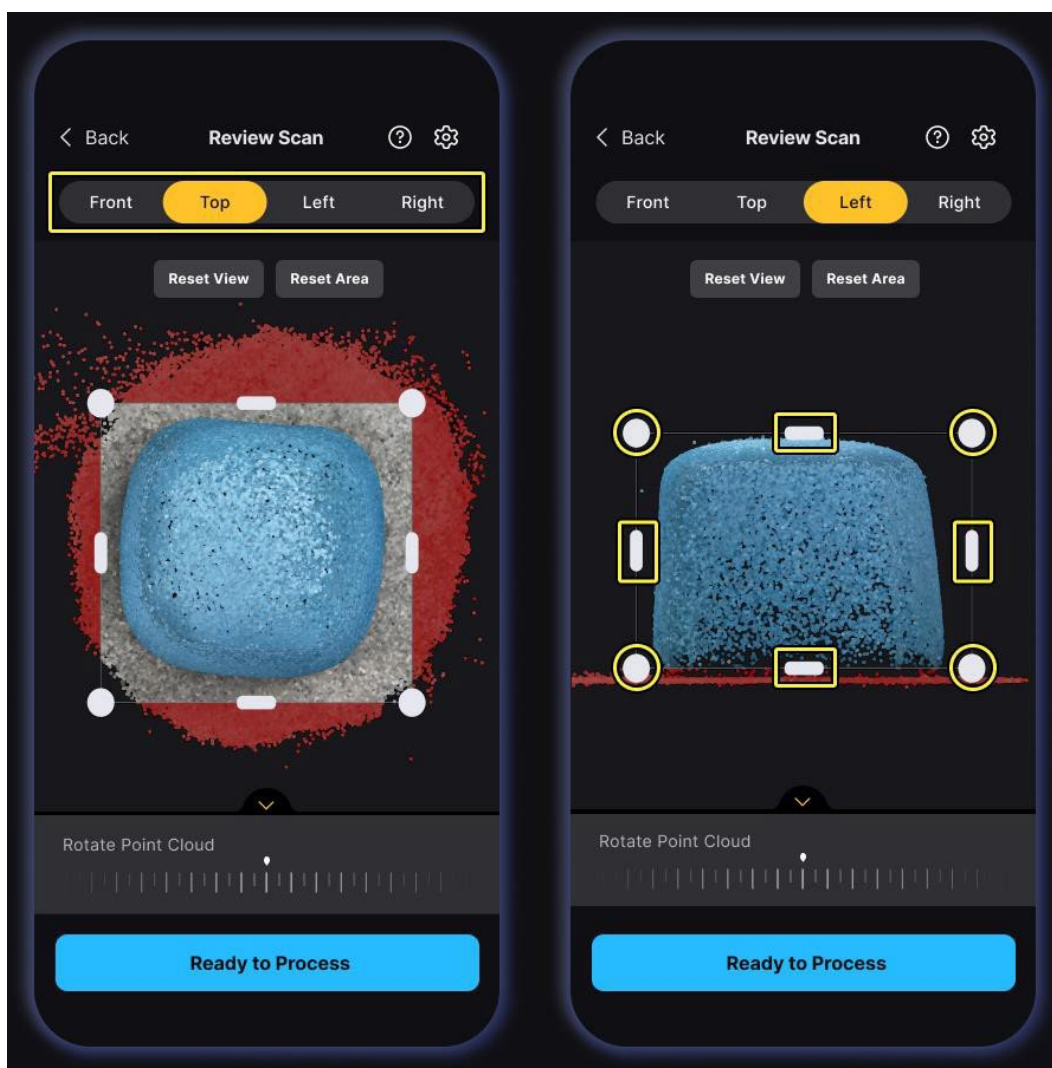 Back Review Scan
Front Top Left Right
Reset View Reset Area
Rotate Point Cloud
Ready to Process
Back Review Scan
Front Top Left Right
Reset View Reset Area
Rotate Point Cloud
Ready to Process